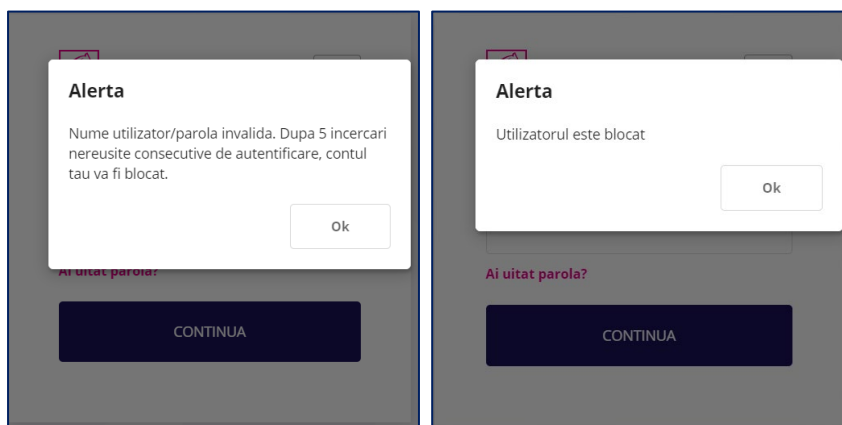 Alerta
Nume utilizator/parola invalida. Dupa 5 incercari
nereusite consecutive de autentificare, contul
tau va fi blocat.
Ok
Ai uitat parola?
CONTINUA
Alerta
Utilizatorul este blocat
Ok
Ai uitat parola?
CONTINUA